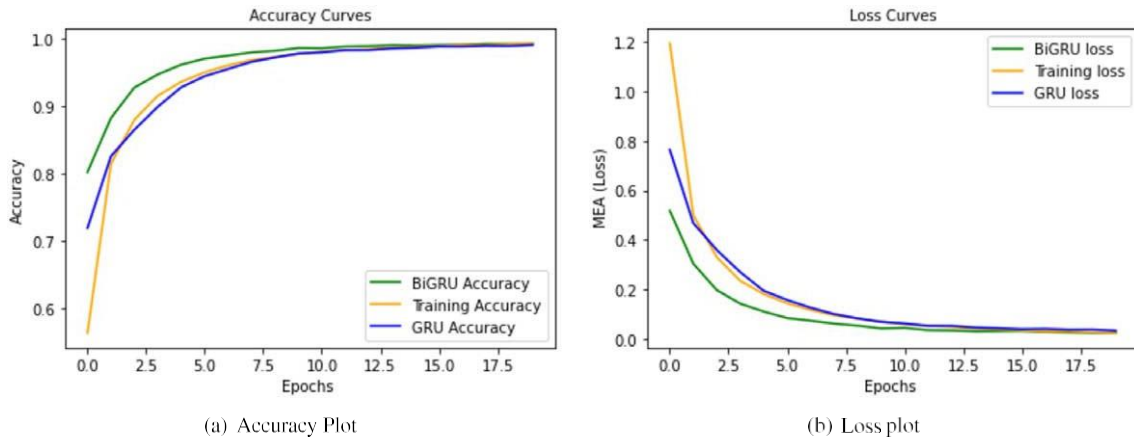 Accuracy Curves
1.0
0.9
0.8
0.7
0.6
Accuracy
BiGRU Accuracy
Training Accuracy
GRU Accuracy
0.0 2.5 5.0 7.5 10.0 12.5 15.0 17.5
Epochs
(a) Accuracy Plot
Loss Curves
1.2
1.0
0.8
0.6
0.4
0.2
0.0
MEA (Loss)
BiGRU loss
Training loss
GRU loss
0.0 2.5 5.0 7.5 10.0 12.5 15.0 17.5
Epochs
(b) Loss plot